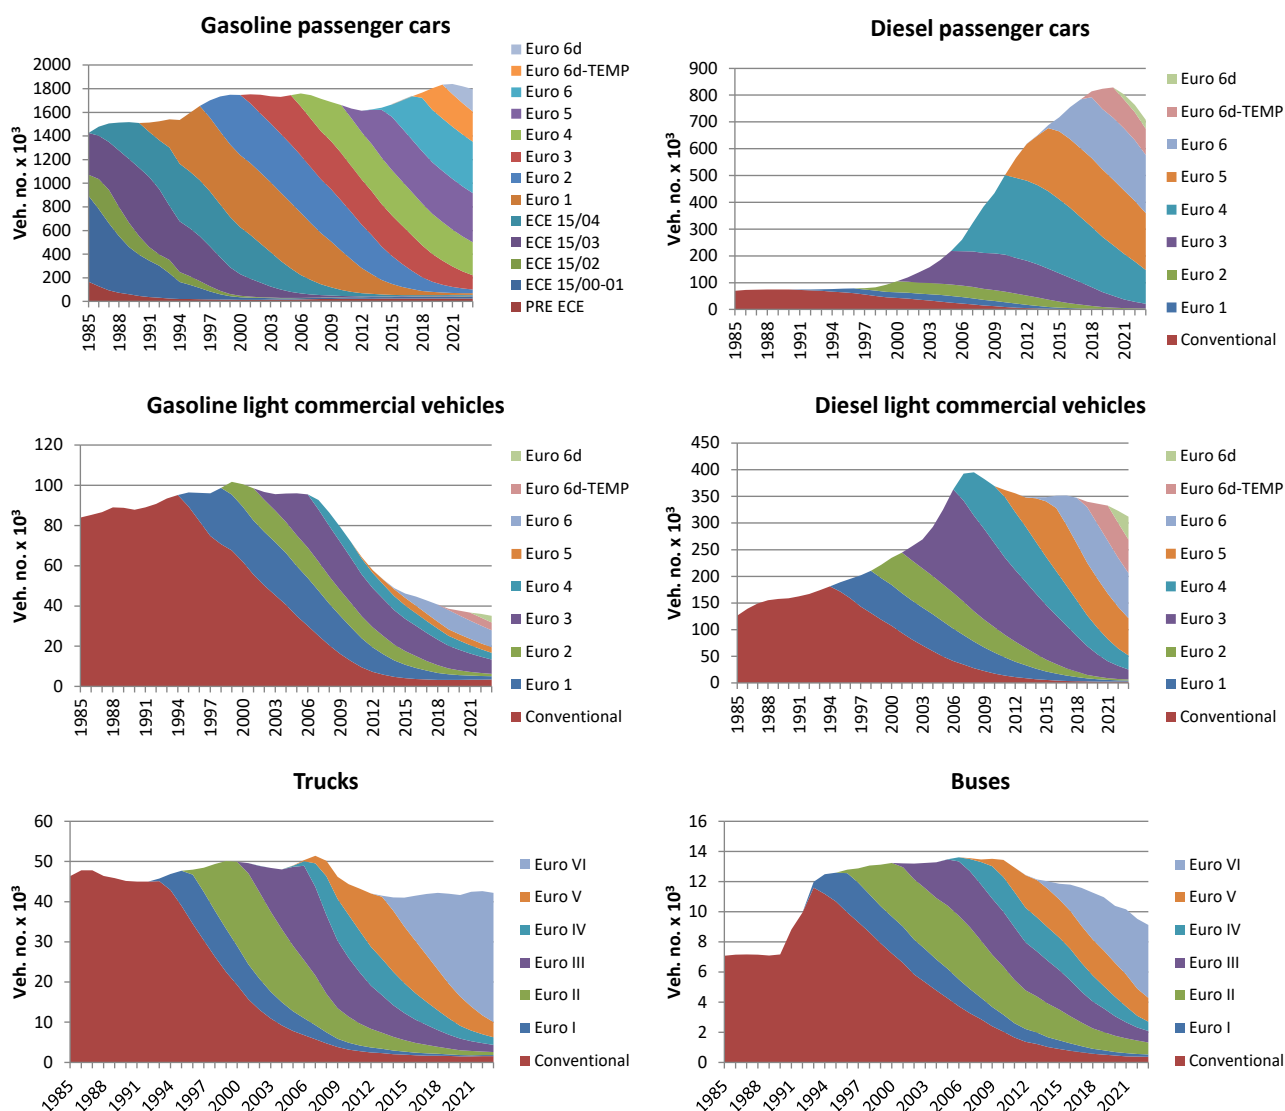 Gasoline passenger cars
Veh. no. x 10³
2000
1800
1600
1400
1200
1000
800
600
400
200
0
1985
1988
1991
1994
1997
2000
2003
2006
2009
2012
2015
2018
2021
Euro 6d
Euro 6d-TEMP
Euro 6
Euro 5
Euro 4
Euro 3
Euro 2
Euro 1
ECE 15/04
ECE 15/03
ECE 15/02
ECE 15/00-01
PRE ECE
Diesel passenger cars
Veh. no. x 10³
900
800
700
600
500
400
300
200
100
0
1985
1988
1991
1994
1997
2000
2003
2006
2009
2012
2015
2018
2021
Euro 6d
Euro 6d-TEMP
Euro 6
Euro 5
Euro 4
Euro 3
Euro 2
Euro 1
Conventional
Gasoline light commercial vehicles
Veh. no. x 10³
120
100
80
60
40
20
0
1985
1988
1991
1994
1997
2000
2003
2006
2009
2012
2015
2018
2021
Euro 6d
Euro 6d-TEMP
Euro 6
Euro 5
Euro 4
Euro 3
Euro 2
Euro 1
Conventional
Diesel light commercial vehicles
Veh. no. x 10³
450
400
350
300
250
200
150
100
50
0
1985
1988
1991
1994
1997
2000
2003
2006
2009
2012
2015
2018
2021
Euro 6d
Euro 6d-TEMP
Euro 6
Euro 5
Euro 4
Euro 3
Euro 2
Euro 1
Conventional
Trucks
Veh. no. x 10³
60
50
40
30
20
10
0
1985
1988
1991
1994
1997
2000
2003
2006
2009
2012
2015
2018
2021
Euro VI
Euro V
Euro IV
Euro III
Euro II
Euro I
Conventional
Buses
Veh. no. x 10³
16
14
12
10
8
6
4
2
0
1985
1988
1991
1994
1997
2000
2003
2006
2009
2012
2015
2018
2021
Euro VI
Euro V
Euro IV
Euro III
Euro II
Euro I
Conventional